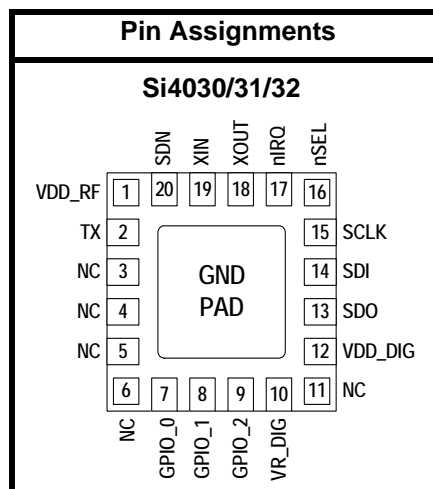 Pin Assignments
Si4030/31/32
SDN
XIN
XOUT
nIRQ
nSEL
20
19
18
17
16
VDD_RF 1
TX 2
NC 3
NC 4
NC 5
GND
PAD
15 SCLK
14 SDI
13 SDO
12 VDD_DIG
11 NC
6
7
8
9
10
NC
GPIO_0
GPIO_1
GPIO_2
VR_DIG